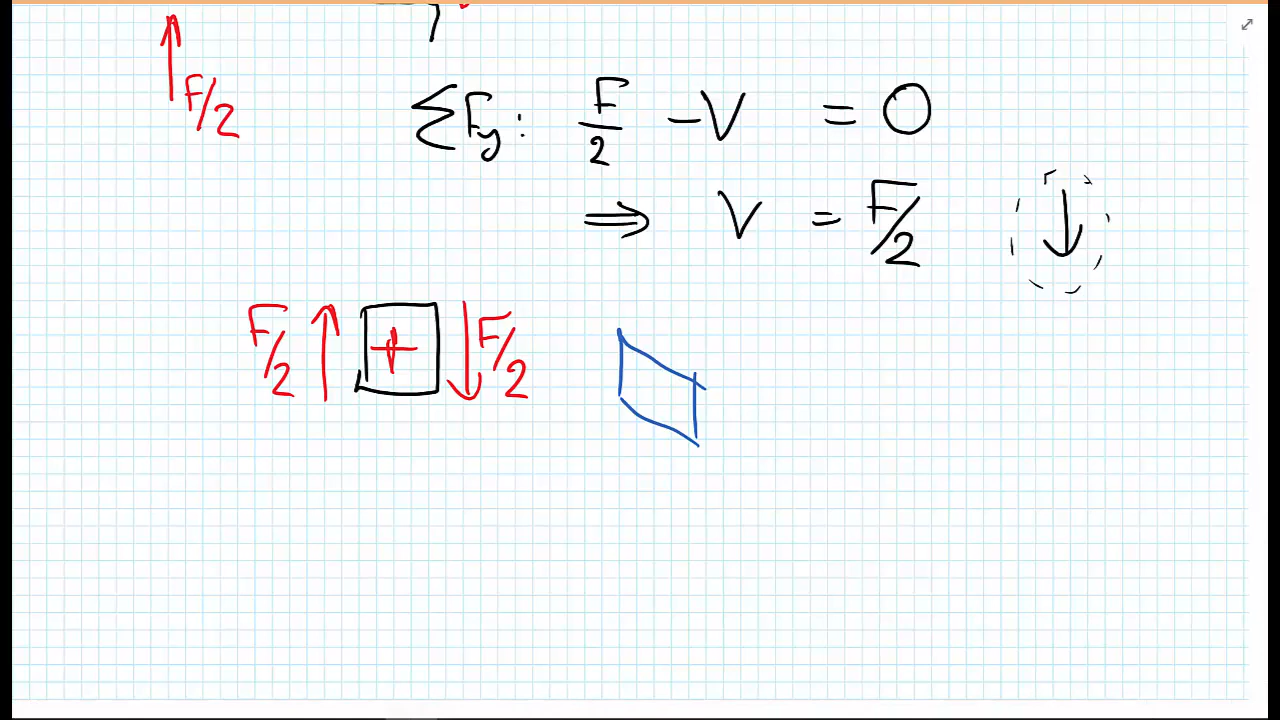 F/2
ΣFy: F/2 - V = 0
⟹ V = F/2 ↓
F/2 ↑ + ↓ F/2